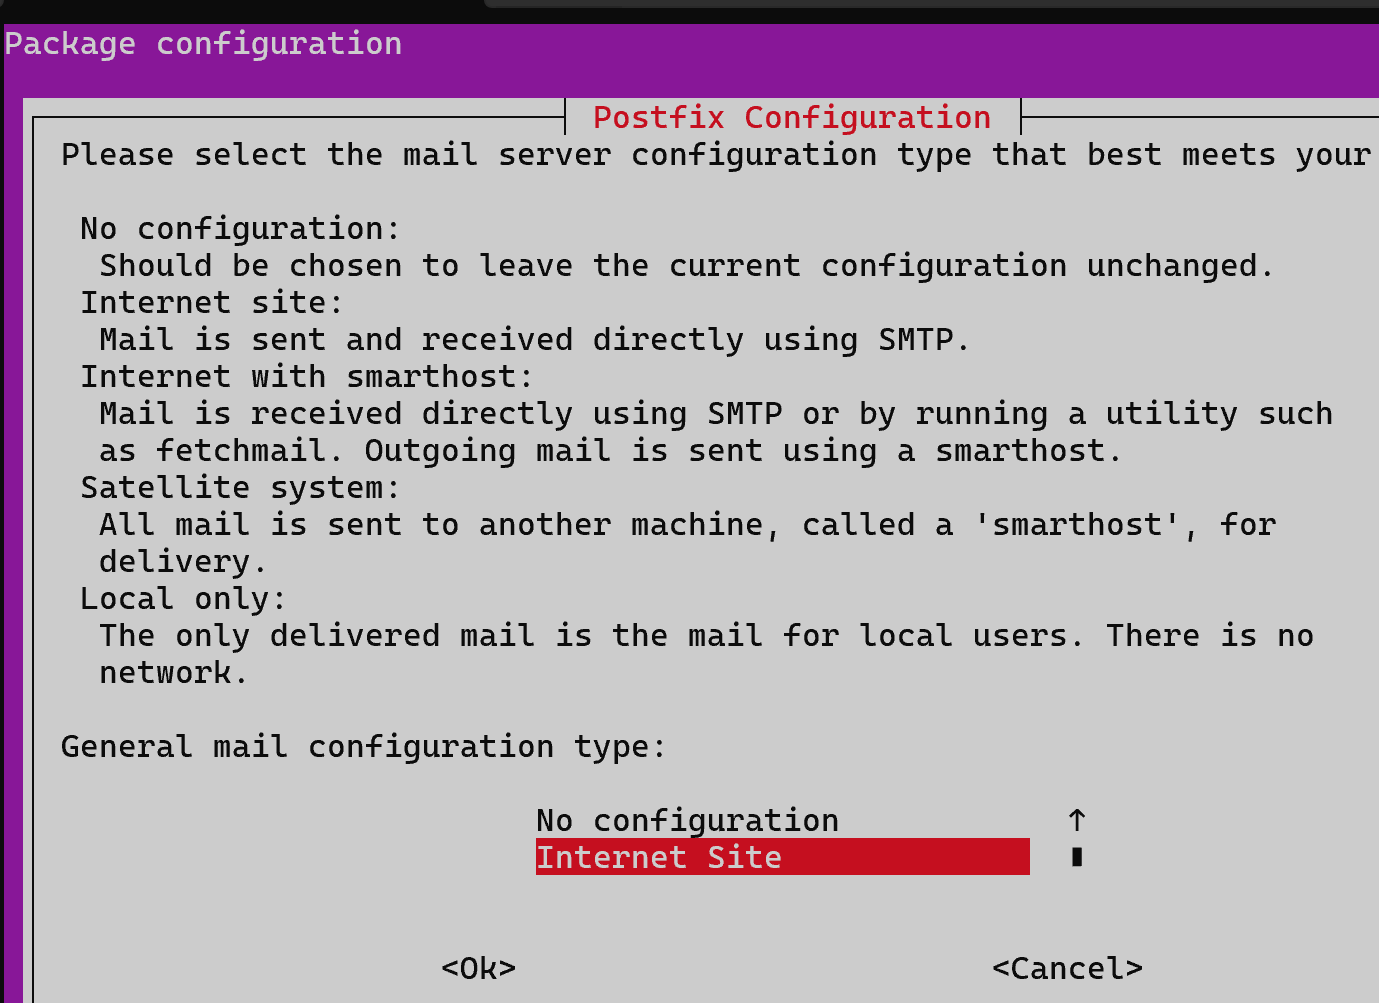 Package configuration
Postfix Configuration
Please select the mail server configuration type that best meets your
No configuration:
Should be chosen to leave the current configuration unchanged.
Internet site:
Mail is sent and received directly using SMTP.
Internet with smarthost:
Mail is received directly using SMTP or by running a utility such
as fetchmail. Outgoing mail is sent using a smarthost.
Satellite system:
All mail is sent to another machine, called a 'smarthost', for
delivery.
Local only:
The only delivered mail is the mail for local users. There is no
network.
General mail configuration type:
No configuration ↑
Internet Site
<Ok> <Cancel>